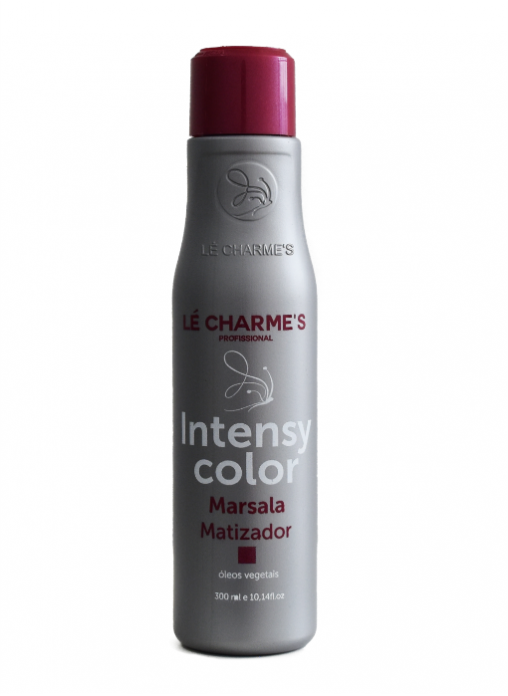 LÉ CHARME'S
LÉ CHARME'S
PROFISSIONAL
Intensy
color
Marsala
Matizador
óleos vegetais
300 ml e 10,14fl.oz